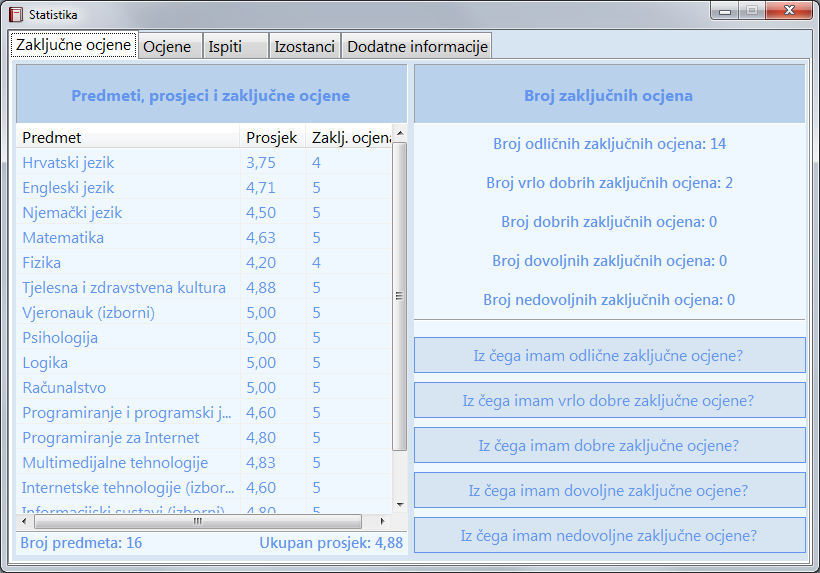 Statistika
Zaključne ocjene Ocjene Ispiti Izostanci Dodatne informacije
Predmeti, prosjeci i zaključne ocjene
Predmet Prosjek Zaklj. ocjena
Hrvatski jezik 3,75 4
Engleski jezik 4,71 5
Njemački jezik 4,50 5
Matematika 4,63 5
Fizika 4,20 4
Tjelesna i zdravstvena kultura 4,88 5
Vjeronauk (izborni) 5,00 5
Psihologija 5,00 5
Logika 5,00 5
Računalstvo 5,00 5
Programiranje i programski j... 4,60 5
Programiranje za Internet 4,80 5
Multimedijalne tehnologije 4,83 5
Internetske tehnologije (izbor... 4,60 5
Informacijski sustavi (izborni) 4,80 5
Broj predmeta: 16 Ukupan prosjek: 4,88
Broj zaključnih ocjena
Broj odličnih zaključnih ocjena: 14
Broj vrlo dobrih zaključnih ocjena: 2
Broj dobrih zaključnih ocjena: 0
Broj dovoljnih zaključnih ocjena: 0
Broj nedovoljnih zaključnih ocjena: 0
Iz čega imam odlične zaključne ocjene?
Iz čega imam vrlo dobre zaključne ocjene?
Iz čega imam dobre zaključne ocjene?
Iz čega imam dovoljne zaključne ocjene?
Iz čega imam nedovoljne zaključne ocjene?